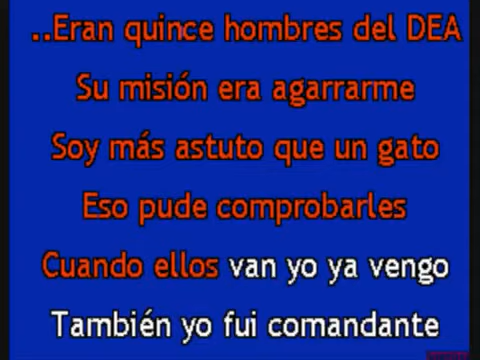 ..Eran quince hombres del DEA
Su misión era agarrarme
Soy más astuto que un gato
Eso pude comprobarles
Cuando ellos van yo ya vengo
También yo fui comandante